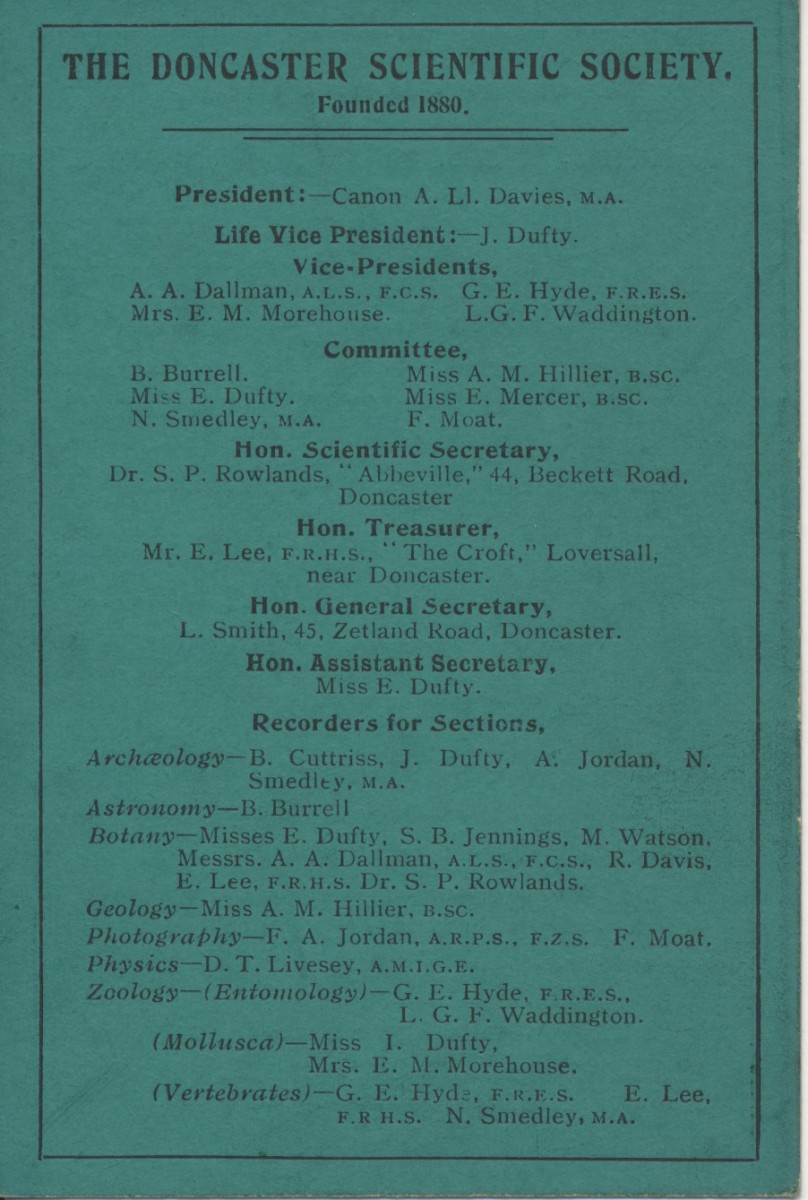 THE DONCASTER SCIENTIFIC SOCIETY.
Founded 1880.
President:—Canon A. Ll. Davies, M.A.
Life Vice President:—J. Dufty.
Vice-Presidents,
A. A. Dallman, A.L.S., F.C.S. G. E. Hyde, F.R.E.S.
Mrs. E. M. Morehouse. L.G. F. Waddington.
Committee,
B. Burrell. Miss A. M. Hillier, B.SC.
Miss E. Dufty. Miss E. Mercer, B.SC.
N. Smedley, M.A. F. Moat.
Hon. Scientific Secretary,
Dr. S. P. Rowlands, "Abbeville," 44, Beckett Road,
Doncaster
Hon. Treasurer,
Mr. E. Lee, F.R.H.S., "The Croft," Loversall,
near Doncaster.
Hon. General Secretary,
L. Smith, 45, Zetland Road, Doncaster.
Hon. Assistant Secretary,
Miss E. Dufty.
Recorders for Sections,
Archæology—B. Cuttriss, J. Dufty, A. Jordan, N.
Smedley, M.A.
Astronomy—B. Burrell
Botany—Misses E. Dufty, S. B. Jennings, M. Watson,
Messrs. A. A. Dallman, A.L.S., F.C.S., R. Davis,
E. Lee, F.R.H.S. Dr. S. P. Rowlands.
Geology—Miss A. M. Hillier, B.SC.
Photography—F. A. Jordan, A.R.P.S., F.Z.S. F. Moat.
Physics—D. T. Livesey, A.M.I.G.E.
Zoology—(Entomology)—G. E. Hyde, F.R.E.S.,
L. G. F. Waddington.
(Mollusca)—Miss I. Dufty,
Mrs. E. M. Morehouse.
(Vertebrates)—G. E. Hyde, F.R.E.S. E. Lee,
F.R H.S. N. Smedley, M.A.